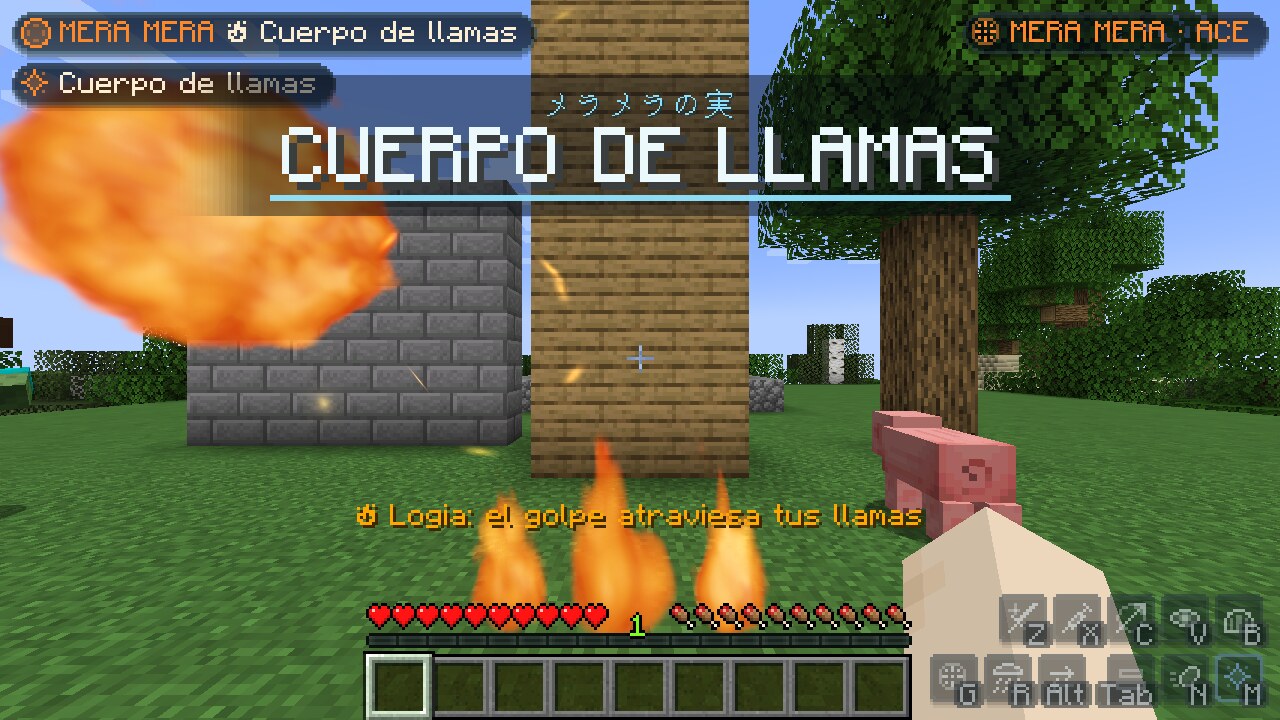 MERA MERA Cuerpo de llamas
MERA MERA · ACE
Cuerpo de llamas
メラメラの実
CUERPO DE LLAMAS
Logia: el golpe atraviesa tus llamas
1
Z X C V B
G R Alt Tab N M